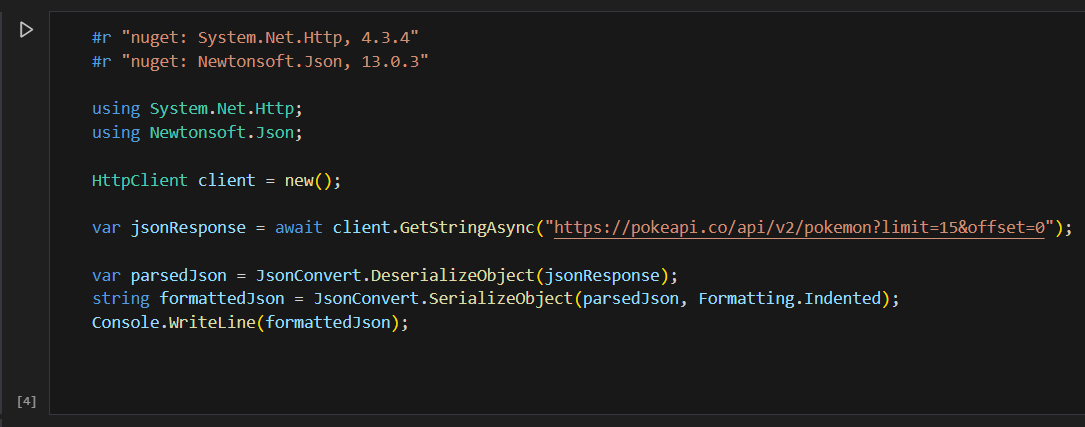 #r "nuget: System.Net.Http, 4.3.4"
#r "nuget: Newtonsoft.Json, 13.0.3"
using System.Net.Http;
using Newtonsoft.Json;
HttpClient client = new();
var jsonResponse = await client.GetStringAsync("https://pokeapi.co/api/v2/pokemon?limit=15&offset=0");
var parsedJson = JsonConvert.DeserializeObject(jsonResponse);
string formattedJson = JsonConvert.SerializeObject(parsedJson, Formatting.Indented);
Console.WriteLine(formattedJson);
[4]